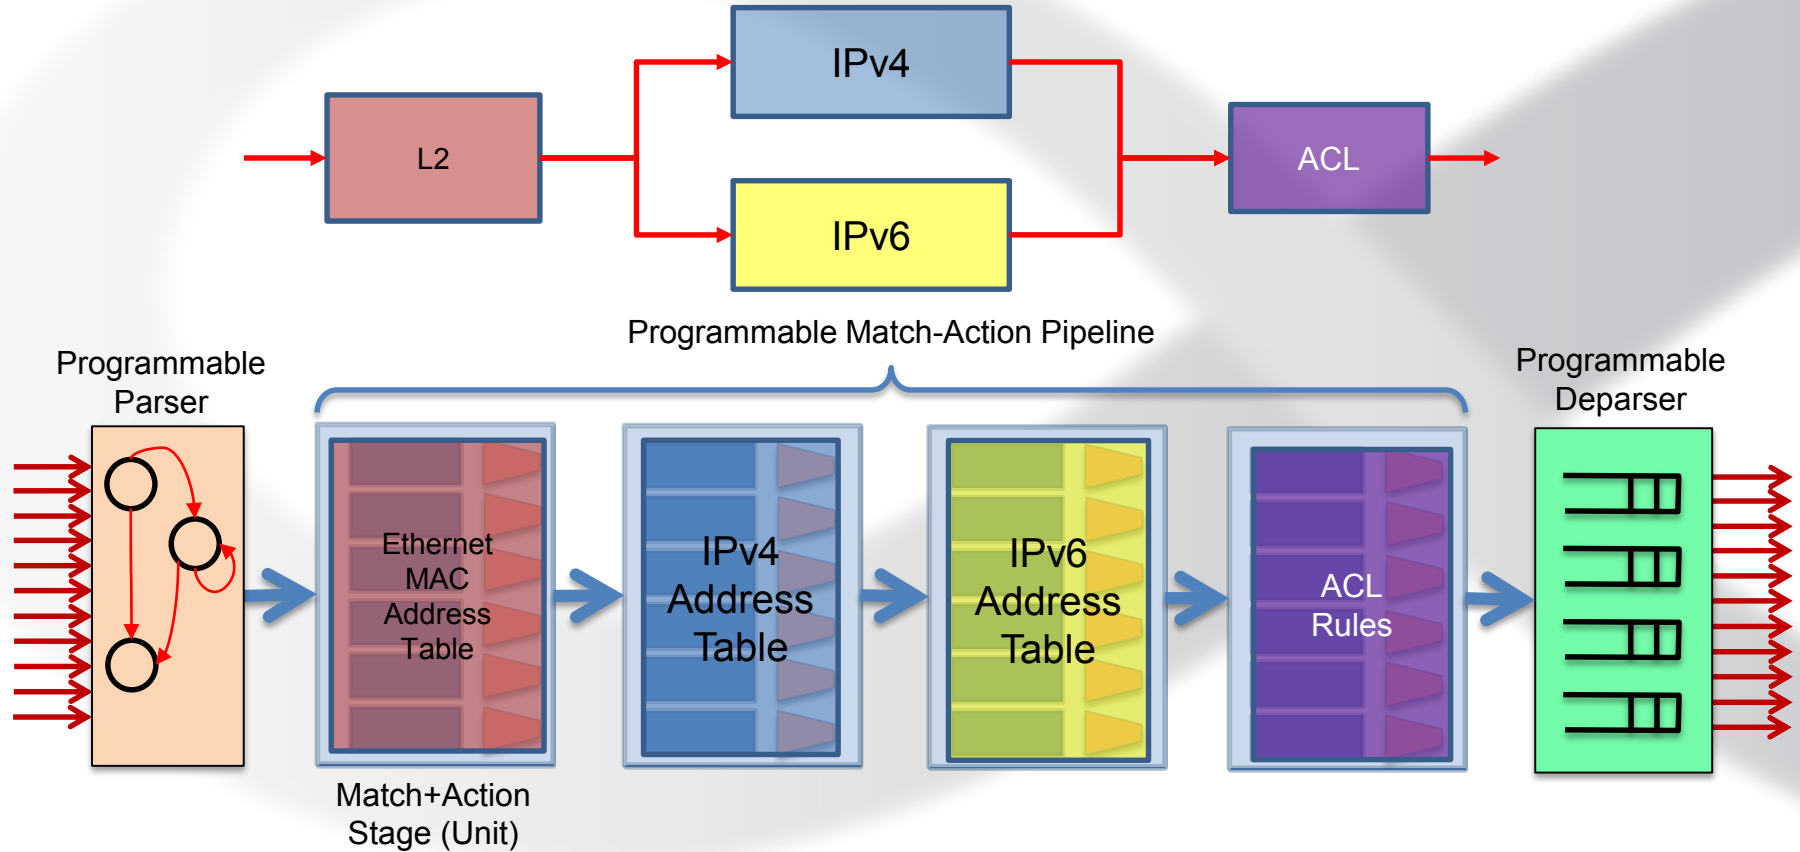 IPv4
L2
ACL
IPv6
Programmable Match-Action Pipeline
Programmable
Parser
Programmable
Deparser
Ethernet
MAC
Address
Table
IPv4
Address
Table
IPv6
Address
Table
ACL
Rules
Match+Action
Stage (Unit)